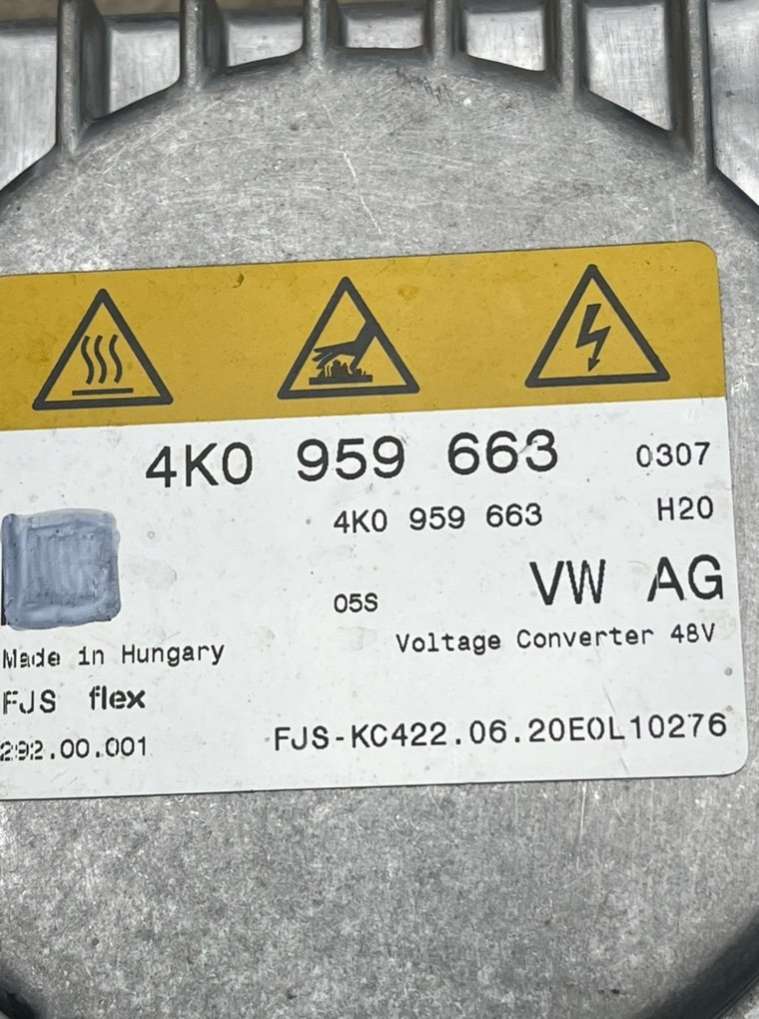 4K0 959 663 0307
4K0 959 663 H20
05S VW AG
Made in Hungary Voltage Converter 48V
FJS flex
292.00.001 FJS-KC422.06.20E0L10276